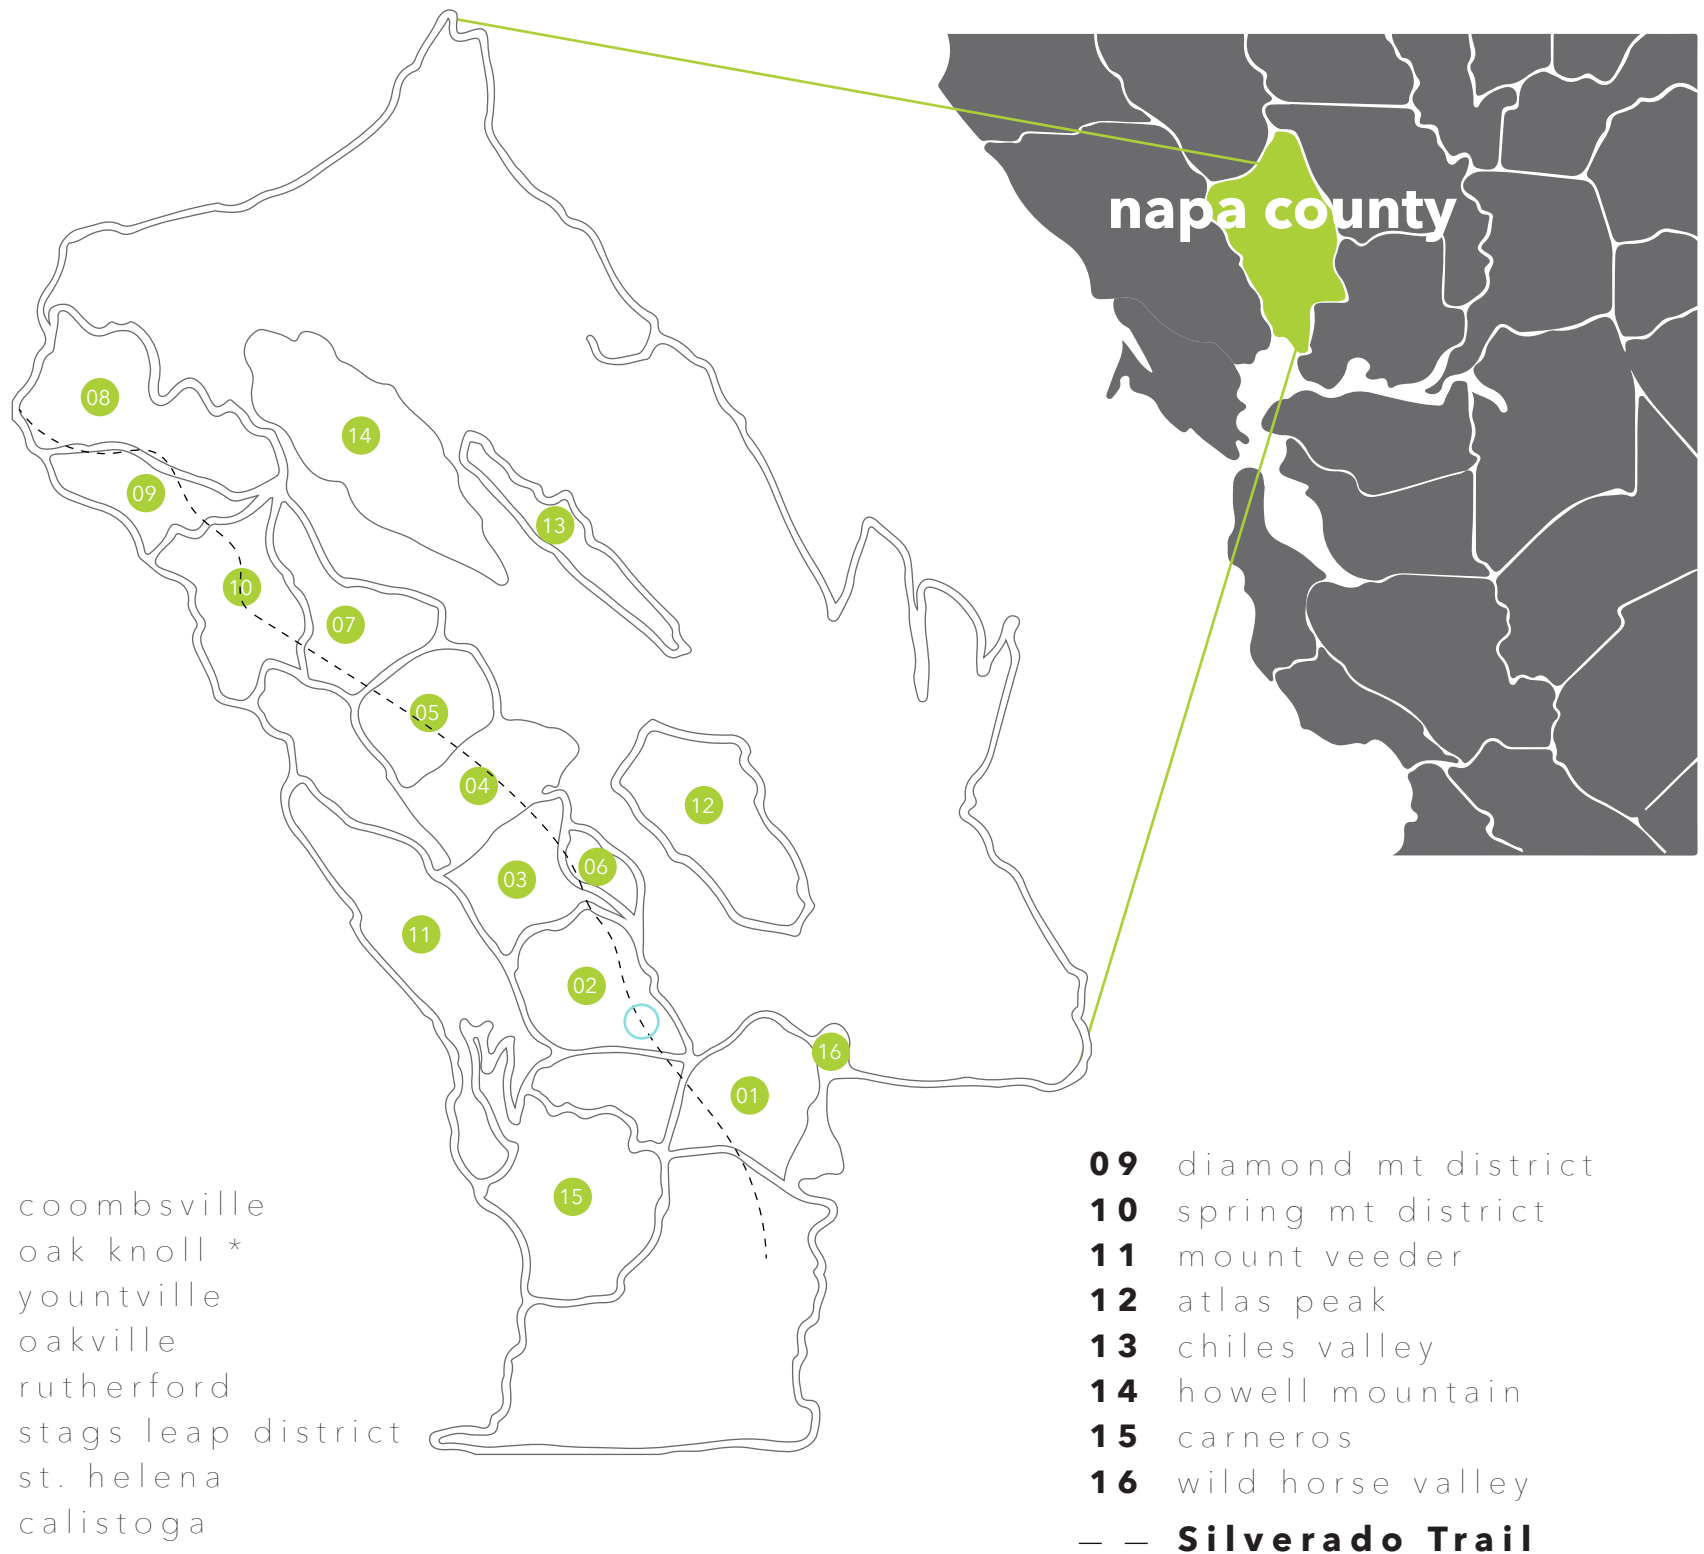 napa county
08
14
09
13
10
07
05
04
12
06
03
11
02
16
01
15
coombsville
oak knoll *
yountville
oakville
rutherford
stags leap district
st. helena
calistoga
09 diamond mt district
10 spring mt district
11 mount veeder
12 atlas peak
13 chiles valley
14 howell mountain
15 carneros
16 wild horse valley
— — Silverado Trail